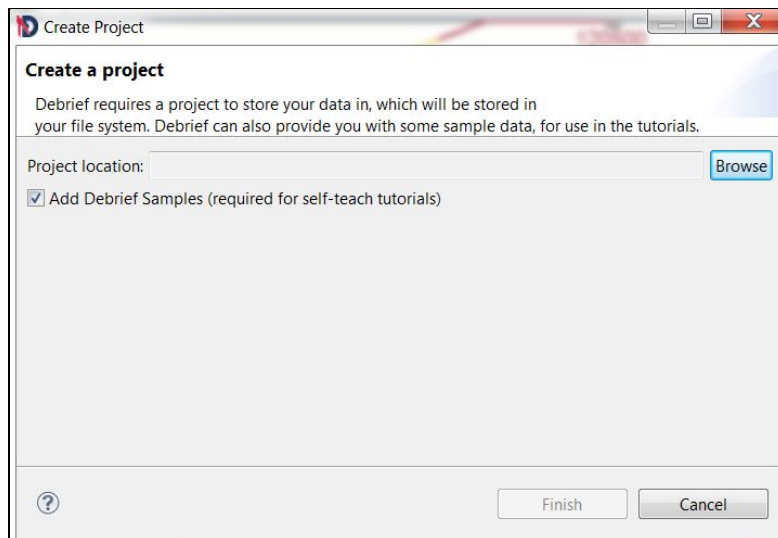 Create Project
Create a project
Debrief requires a project to store your data in, which will be stored in
your file system. Debrief can also provide you with some sample data, for use in the tutorials.
Project location:
Browse
Add Debrief Samples (required for self-teach tutorials)
Finish
Cancel